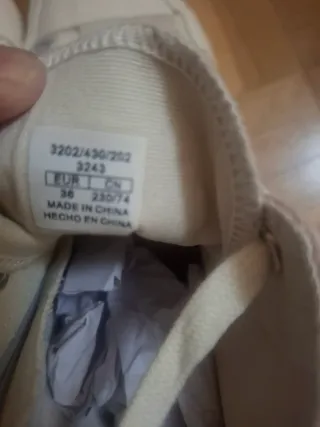 3202/430/202
3243
EUR CN
36 230/74
MADE IN CHINA
HECHO EN CHINA